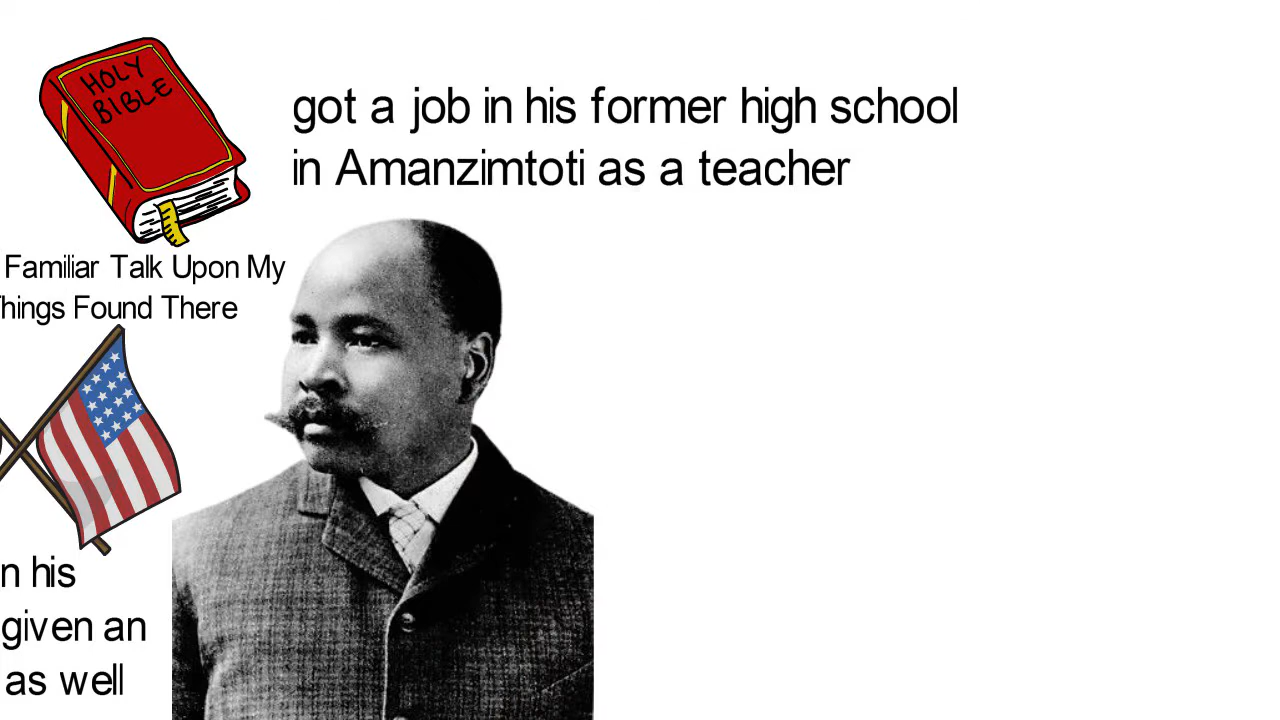 HOLY
BIBLE
got a job in his former high school
in Amanzimtoti as a teacher
Familiar Talk Upon My
Things Found There
n his
given an
as well